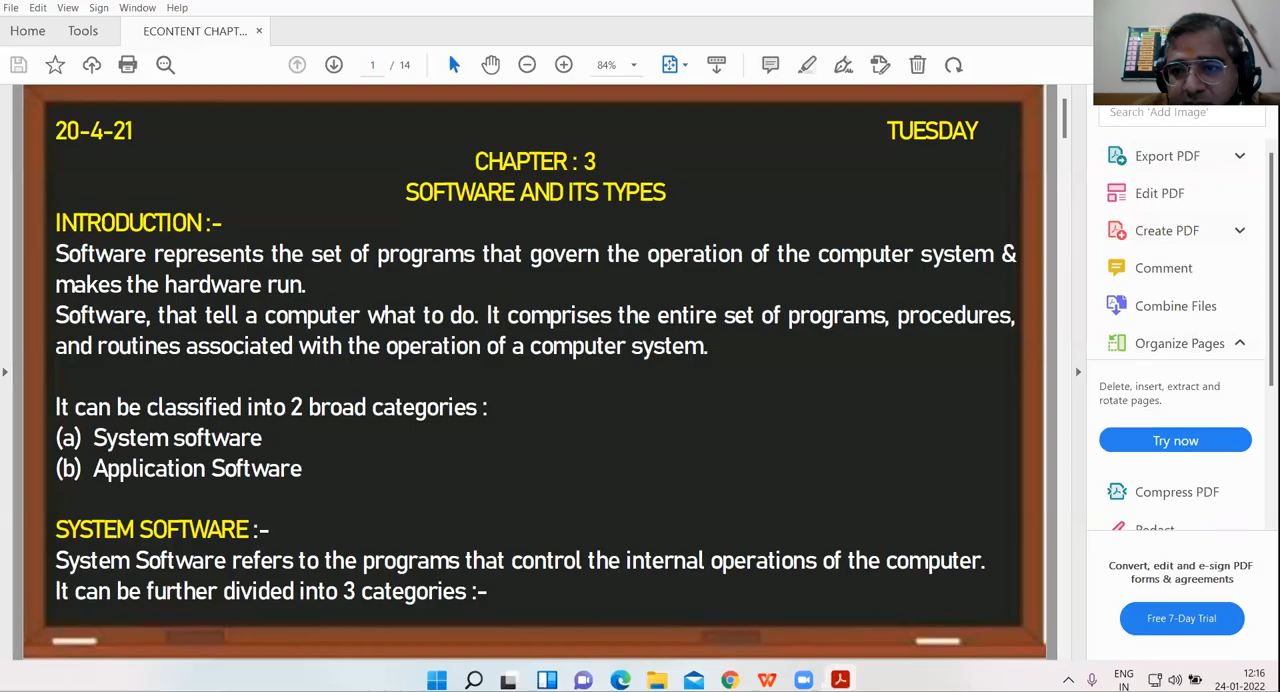 File Edit View Sign Window Help
Home Tools ECONTENT CHAPT... ×
1 / 14 84%
Search 'Add Image'
20-4-21 TUESDAY
CHAPTER : 3
SOFTWARE AND ITS TYPES
INTRODUCTION :-
Software represents the set of programs that govern the operation of the computer system &
makes the hardware run.
Software, that tell a computer what to do. It comprises the entire set of programs, procedures,
and routines associated with the operation of a computer system.
It can be classified into 2 broad categories :
(a) System software
(b) Application Software
SYSTEM SOFTWARE :-
System Software refers to the programs that control the internal operations of the computer.
It can be further divided into 3 categories :-
Export PDF
Edit PDF
Create PDF
Comment
Combine Files
Organize Pages
Delete, insert, extract and
rotate pages.
Try now
Compress PDF
Redact
Convert, edit and e-sign PDF
forms & agreements
Free 7-Day Trial
ENG
IN
12:16
24-01-2022